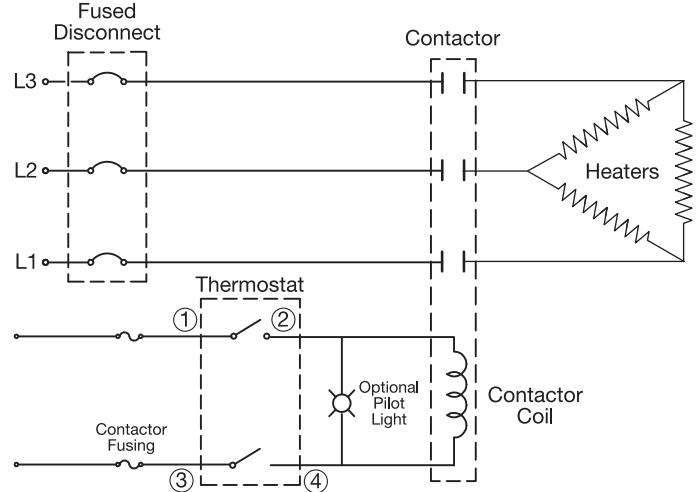 Fused
Disconnect
Contactor
L3
L2
Heaters
L1
Thermostat
① ②
Optional
Pilot
Light
Contactor
Coil
Contactor
Fusing
③ ④